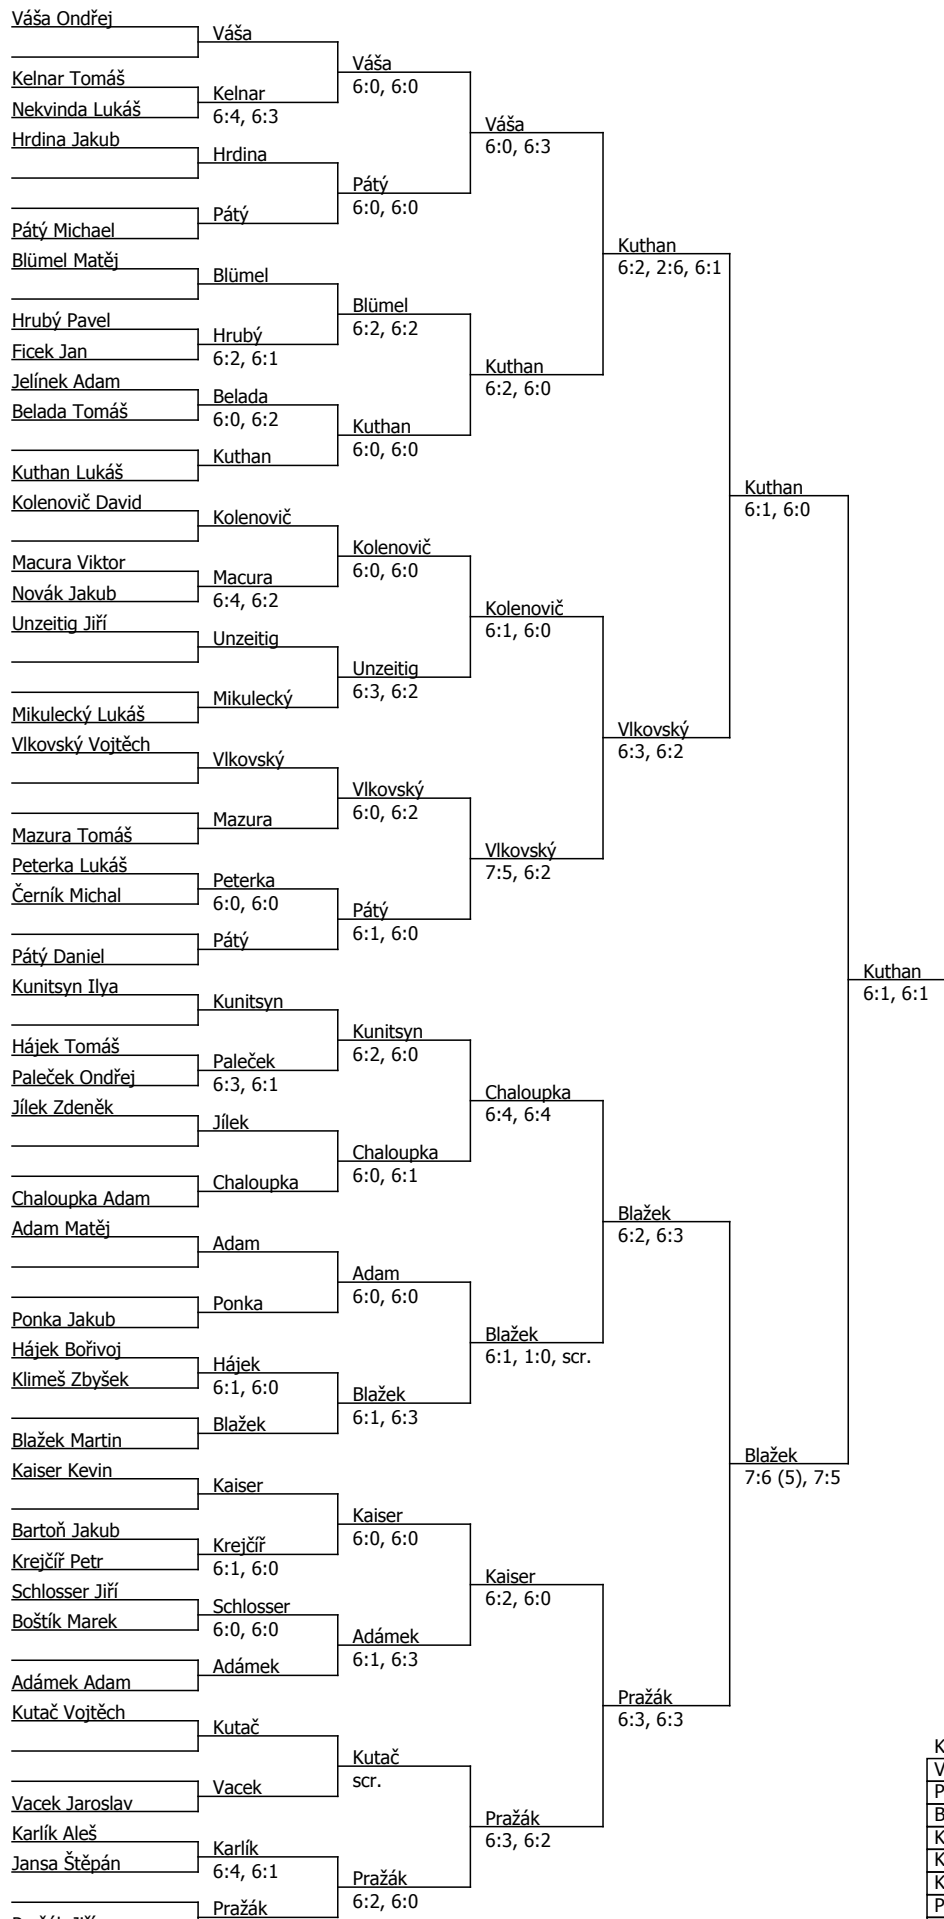 Váša Ondřej
Kelnar Tomáš
Nekvinda Lukáš
Hrdina Jakub
Pátý Michael
Blümel Matěj
Hrubý Pavel
Ficek Jan
Jelínek Adam
Belada Tomáš
Kuthan Lukáš
Kolenovič David
Macura Viktor
Novák Jakub
Unzeitig Jiří
Mikulecký Lukáš
Vlkovský Vojtěch
Mazura Tomáš
Peterka Lukáš
Černík Michal
Pátý Daniel
Kunitsyn Ilya
Hájek Tomáš
Paleček Ondřej
Jílek Zdeněk
Chaloupka Adam
Adam Matěj
Ponka Jakub
Hájek Bořivoj
Klimeš Zbyšek
Blažek Martin
Kaiser Kevin
Bartoň Jakub
Krejčíř Petr
Schlosser Jiří
Boštík Marek
Adámek Adam
Kutač Vojtěch
Vacek Jaroslav
Karlík Aleš
Jansa Štěpán
Váša
Kelnar
6:4, 6:3
Hrdina
Pátý
Blümel
Hrubý
6:2, 6:1
Belada
6:0, 6:2
Kuthan
Kolenovič
Macura
6:4, 6:2
Unzeitig
Mikulecký
Vlkovský
Mazura
Peterka
6:0, 6:0
Pátý
Kunitsyn
Paleček
6:3, 6:1
Jílek
Chaloupka
Adam
Ponka
Hájek
6:1, 6:0
Blažek
Kaiser
Krejčíř
6:1, 6:0
Schlosser
6:0, 6:0
Adámek
Kutač
Vacek
Karlík
6:4, 6:1
Pražák
Váša
6:0, 6:0
Pátý
6:0, 6:0
Blümel
6:2, 6:2
Kuthan
6:0, 6:0
Kolenovič
6:0, 6:0
Unzeitig
6:3, 6:2
Vlkovský
6:0, 6:2
Pátý
6:1, 6:0
Kunitsyn
6:2, 6:0
Chaloupka
6:0, 6:1
Adam
6:0, 6:0
Blažek
6:1, 6:3
Kaiser
6:0, 6:0
Adámek
6:1, 6:3
Kutač
scr.
Pražák
6:2, 6:0
Váša
6:0, 6:3
Kuthan
6:2, 6:0
Kolenovič
6:1, 6:0
Vlkovský
7:5, 6:2
Chaloupka
6:4, 6:4
Blažek
6:1, 1:0, scr.
Kaiser
6:2, 6:0
Pražák
6:3, 6:2
Kuthan
6:2, 2:6, 6:1
Vlkovský
6:3, 6:2
Blažek
6:2, 6:3
Pražák
6:3, 6:3
Kuthan
6:1, 6:0
Blažek
7:6 (5), 7:5
Kuthan
6:1, 6:1